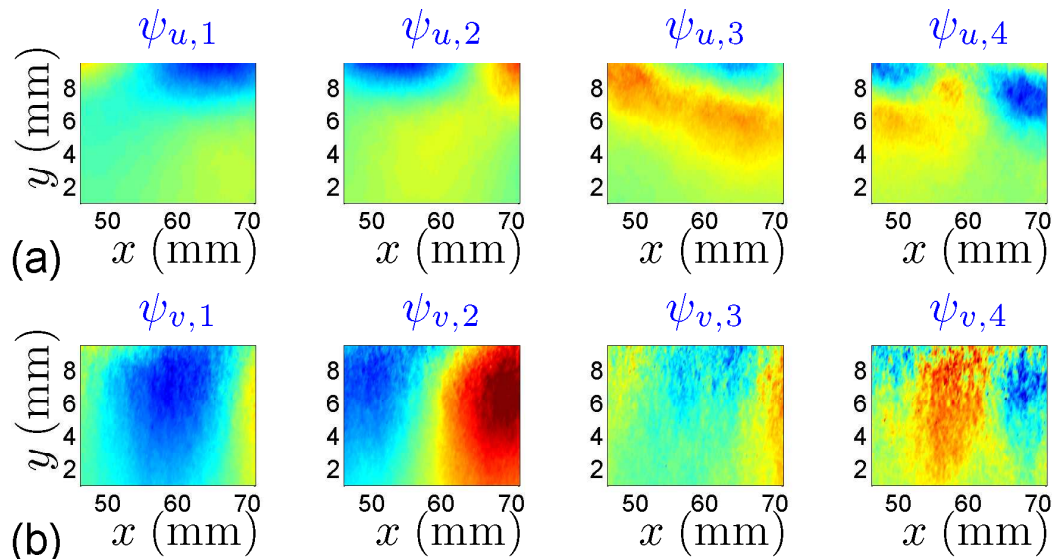 ψu,1 ψu,2 ψu,3 ψu,4
y (mm)
8 8 8 8
6 6 6 6
4 4 4 4
2 2 2 2
50 60 70 50 60 70 50 60 70 50 60 70
(a) x (mm) x (mm) x (mm) x (mm)
ψv,1 ψv,2 ψv,3 ψv,4
y (mm)
8 8 8 8
6 6 6 6
4 4 4 4
2 2 2 2
50 60 70 50 60 70 50 60 70 50 60 70
(b) x (mm) x (mm) x (mm) x (mm)